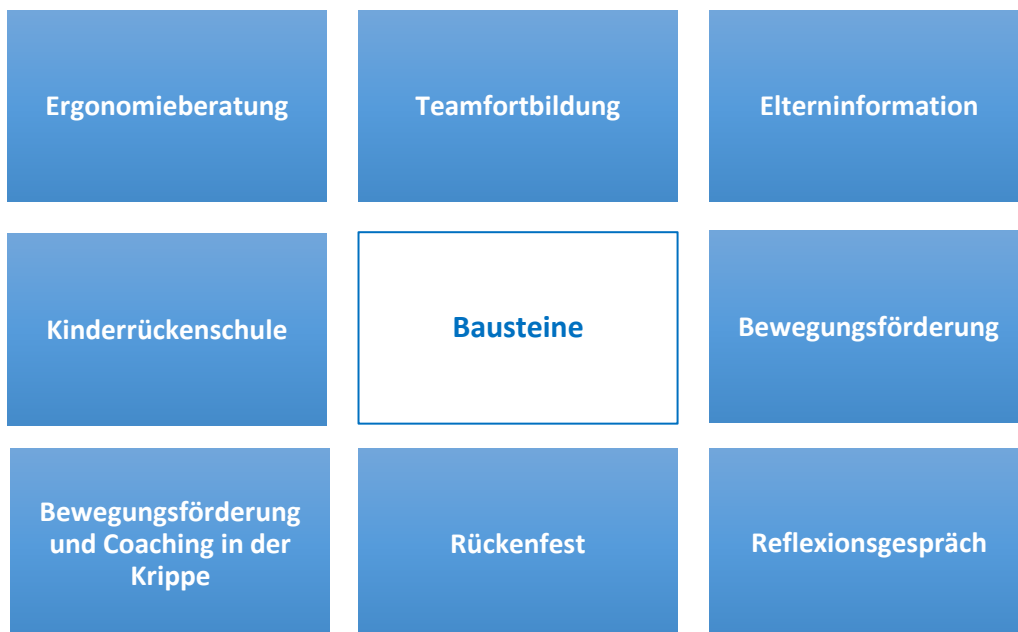 Ergonomieberatung
Teamfortbildung
Elterninformation
Kinderrückenschule
Bausteine
Bewegungsförderung
Bewegungsförderung
und Coaching in der
Krippe
Rückenfest
Reflexionsgespräch